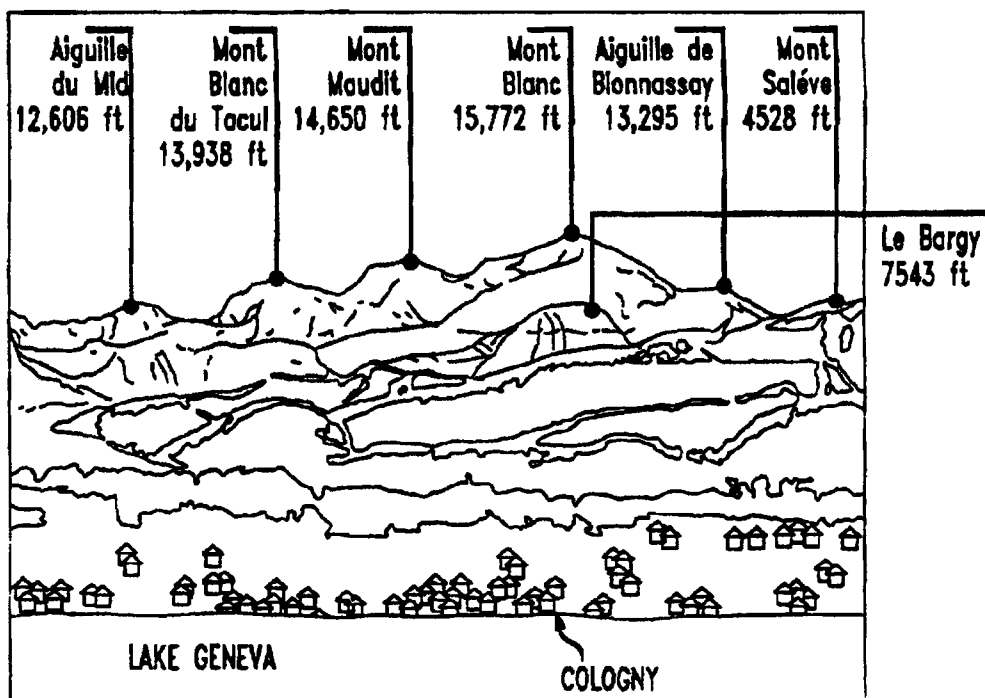 Aiguille
du Mid
12,606 ft
Mont
Blanc
du Tacul
13,938 ft
Mont
Maudit
14,650 ft
Mont
Blanc
15,772 ft
Aiguille de
Bionnassay
13,295 ft
Mont
Saléve
4528 ft
Le Bargy
7543 ft
LAKE GENEVA
COLOGNY